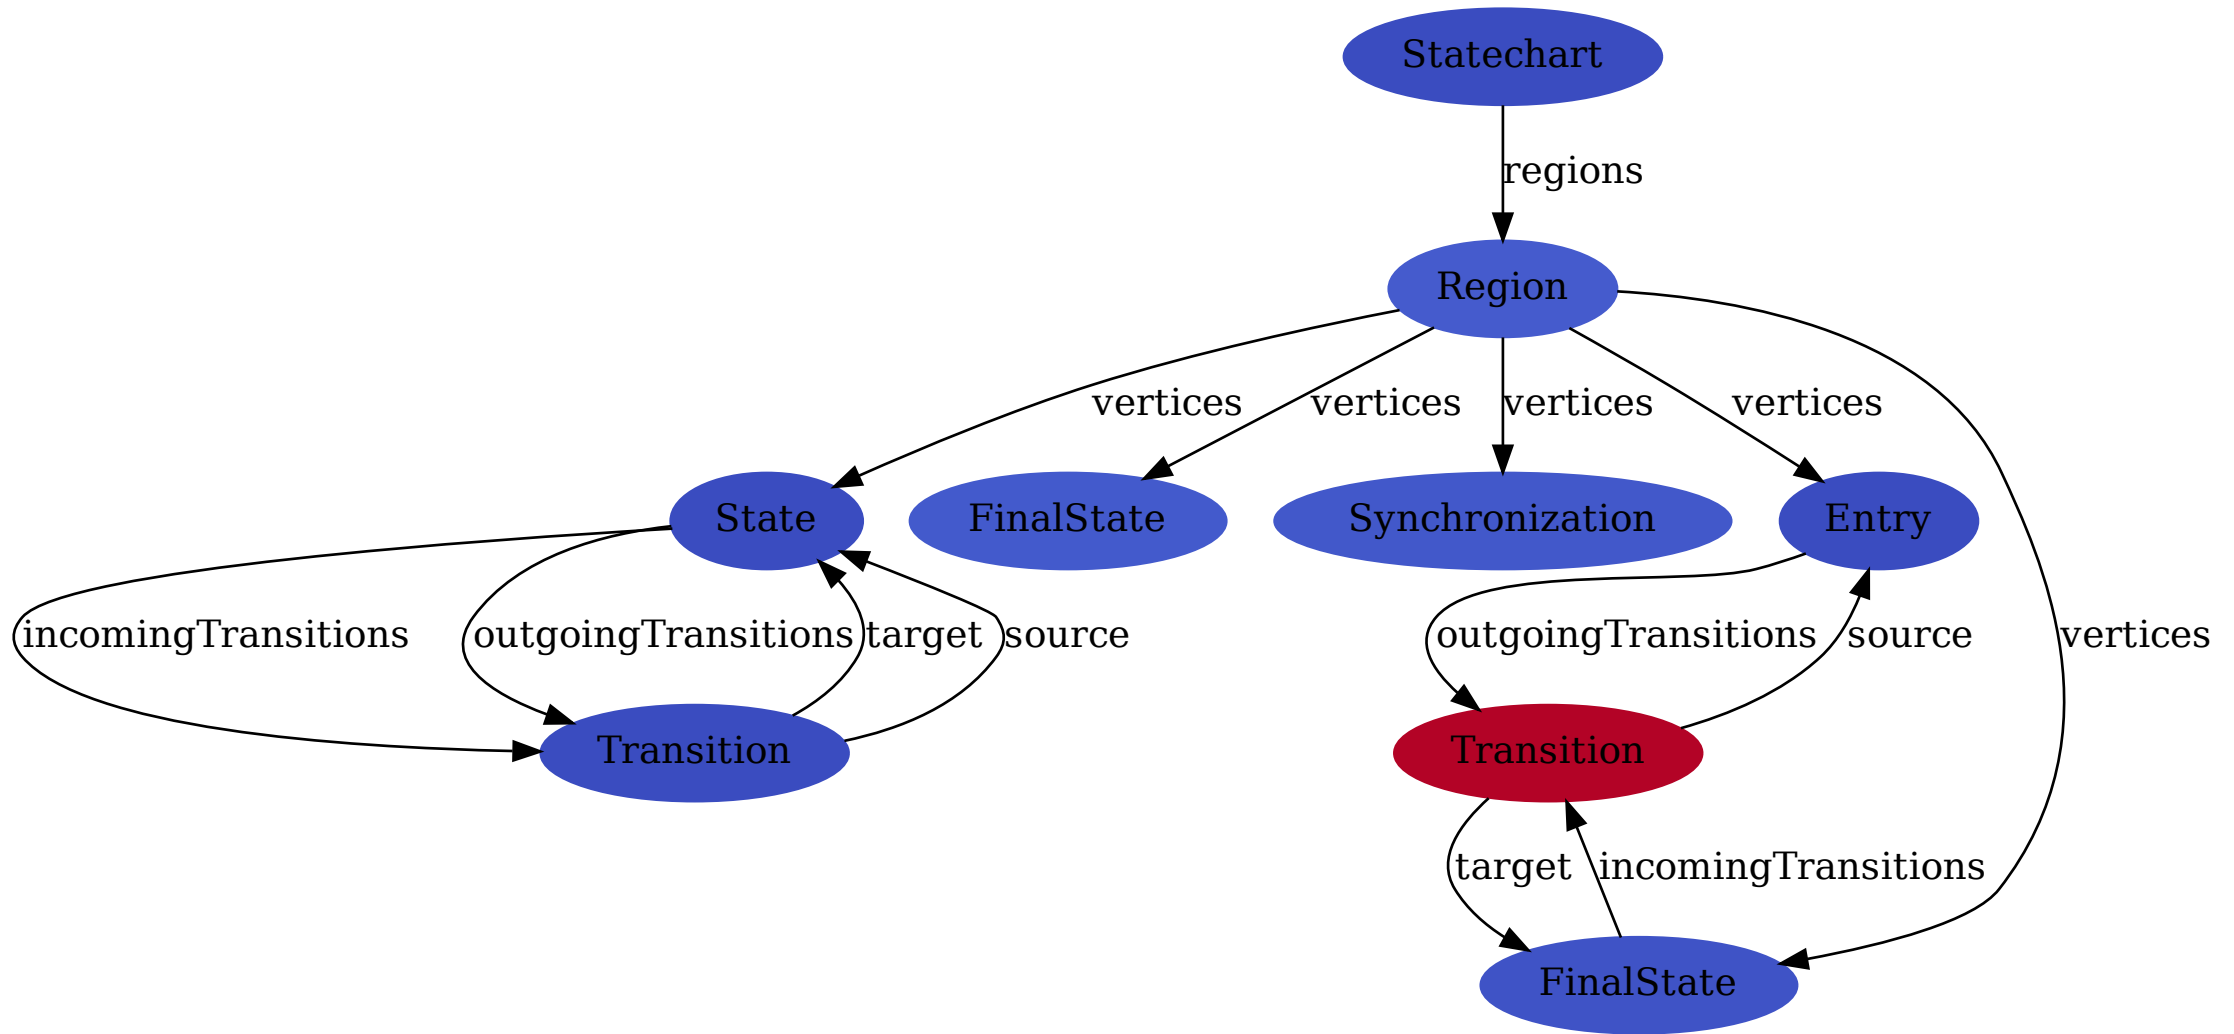 Statechart
regions
Region
vertices
vertices
vertices
vertices
State
FinalState
Synchronization
Entry
incomingTransitions
outgoingTransitions
target
source
outgoingTransitions
source
vertices
Transition
Transition
target
incomingTransitions
FinalState